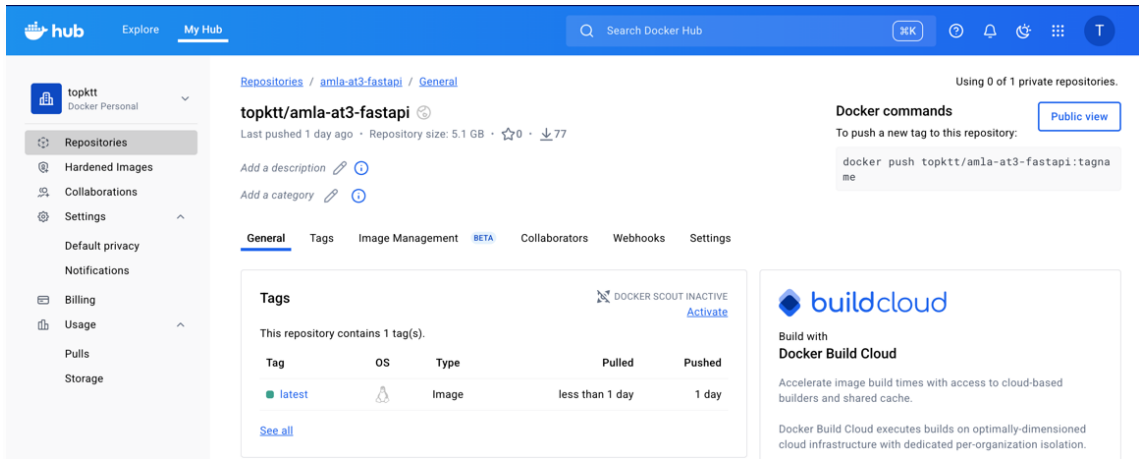 hub Explore My Hub Search Docker Hub ⌘K T
topktt
Docker Personal
Repositories
Hardened Images
Collaborations
Settings
Default privacy
Notifications
Billing
Usage
Pulls
Storage
Repositories / amla-at3-fastapi / General
Using 0 of 1 private repositories.
topktt/amla-at3-fastapi
Last pushed 1 day ago · Repository size: 5.1 GB · 0 · 77
Add a description
Add a category
Docker commands
Public view
To push a new tag to this repository:
docker push topktt/amla-at3-fastapi:tagna
me
General Tags Image Management BETA Collaborators Webhooks Settings
Tags
DOCKER SCOUT INACTIVE
Activate
This repository contains 1 tag(s).
Tag OS Type Pulled Pushed
latest Image less than 1 day 1 day
See all
buildcloud
Build with
Docker Build Cloud
Accelerate image build times with access to cloud-based
builders and shared cache.
Docker Build Cloud executes builds on optimally-dimensioned
cloud infrastructure with dedicated per-organization isolation.